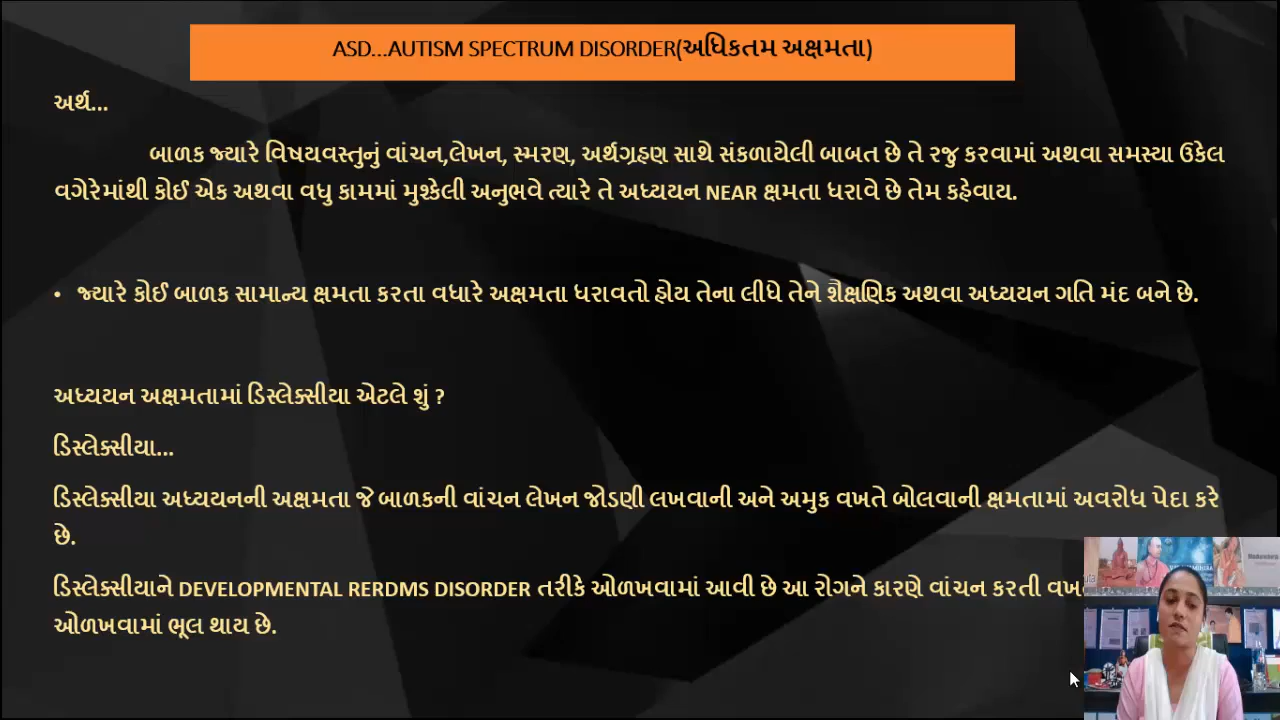 ASD...AUTISM SPECTRUM DISORDER(અધિકતમ અક્ષમતા)
અર્થ...
બાળક જ્યારે વિષયવસ્તુનું વાંચન,લેખન, સ્મરણ, અર્થગ્રહણ સાથે સંકળાયેલી બાબત છે તે રજુ કરવામાં અથવા સમસ્યા ઉકેલ
વગેરેમાંથી કોઈ એક અથવા વધુ કામમાં મુશ્કેલી અનુભવે ત્યારે તે અધ્યયન NEAR ક્ષમતા ધરાવે છે તેમ કહેવાય.
• જ્યારે કોઈ બાળક સામાન્ય ક્ષમતા કરતા વધારે અક્ષમતા ધરાવતો હોય તેના લીધે તેને શૈક્ષણિક અથવા અધ્યયન ગતિ મંદ બને છે.
અધ્યયન અક્ષમતામાં ડિસ્લેક્સીયા એટલે શું ?
ડિસ્લેક્સીયા...
ડિસ્લેક્સીયા અધ્યયનની અક્ષમતા જે બાળકની વાંચન લેખન જોડણી લખવાની અને અમુક વખતે બોલવાની ક્ષમતામાં અવરોધ પેદા કરે
છે.
ડિસ્લેક્સીયાને DEVELOPMENTAL RERDMS DISORDER તરીકે ઓળખવામાં આવી છે આ રોગને કારણે વાંચન કરતી
ઓળખવામાં ભૂલ થાય છે.